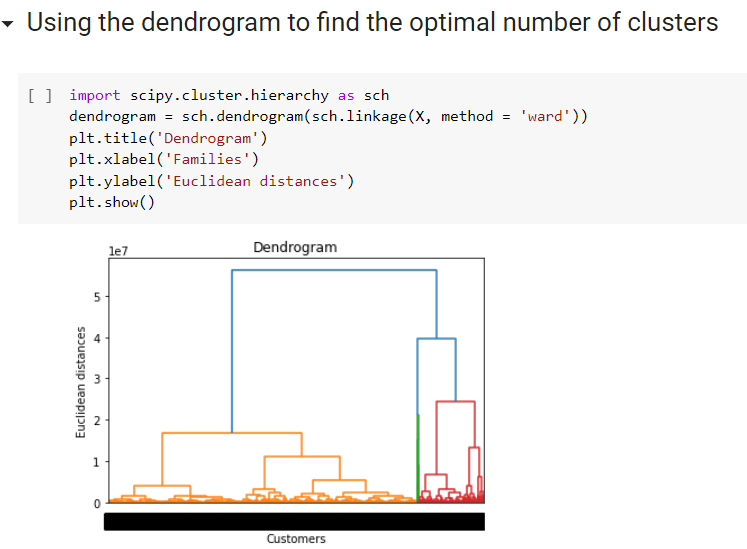 Using the dendrogram to find the optimal number of clusters
[ ] import scipy.cluster.hierarchy as sch
dendrogram = sch.dendrogram(sch.linkage(X, method = 'ward'))
plt.title('Dendrogram')
plt.xlabel('Families')
plt.ylabel('Euclidean distances')
plt.show()
Dendrogram
1e7
5
4
3
2
1
0
Euclidean distances
Customers